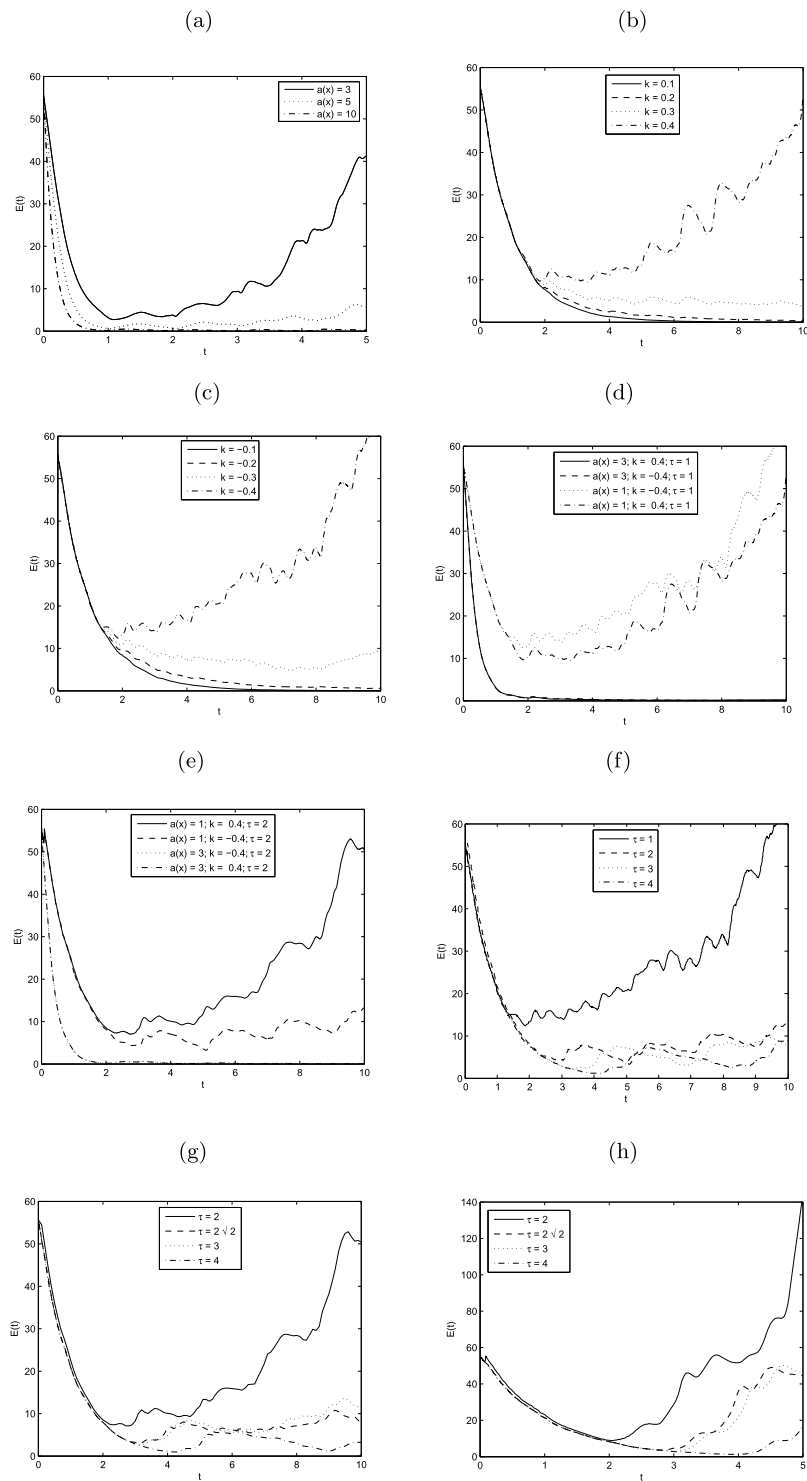 (a)
60
50
40
30
20
10
0
E(t)
0 1 2 3 4 5
t
a(x) = 3
a(x) = 5
a(x) = 10
(b)
60
50
40
30
20
10
0
E(t)
0 2 4 6 8 10
t
k = 0.1
k = 0.2
k = 0.3
k = 0.4
(c)
60
50
40
30
20
10
0
E(t)
0 2 4 6 8 10
t
k = −0.1
k = −0.2
k = −0.3
k = −0.4
(d)
60
50
40
30
20
10
0
E(t)
0 2 4 6 8 10
t
a(x) = 3; k = 0.4; τ = 1
a(x) = 3; k = −0.4; τ = 1
a(x) = 1; k = −0.4; τ = 1
a(x) = 1; k = 0.4; τ = 1
(e)
60
50
40
30
20
10
0
E(t)
0 2 4 6 8 10
t
a(x) = 1; k = 0.4; τ = 2
a(x) = 1; k = −0.4; τ = 2
a(x) = 3; k = −0.4; τ = 2
a(x) = 3; k = 0.4; τ = 2
(f)
60
50
40
30
20
10
0
E(t)
0 1 2 3 4 5 6 7 8 9 10
t
τ = 1
τ = 2
τ = 3
τ = 4
(g)
60
50
40
30
20
10
0
E(t)
0 2 4 6 8 10
t
τ = 2
τ = 2 √ 2
τ = 3
τ = 4
(h)
140
120
100
80
60
40
20
0
E(t)
0 1 2 3 4 5
t
τ = 2
τ = 2 √ 2
τ = 3
τ = 4